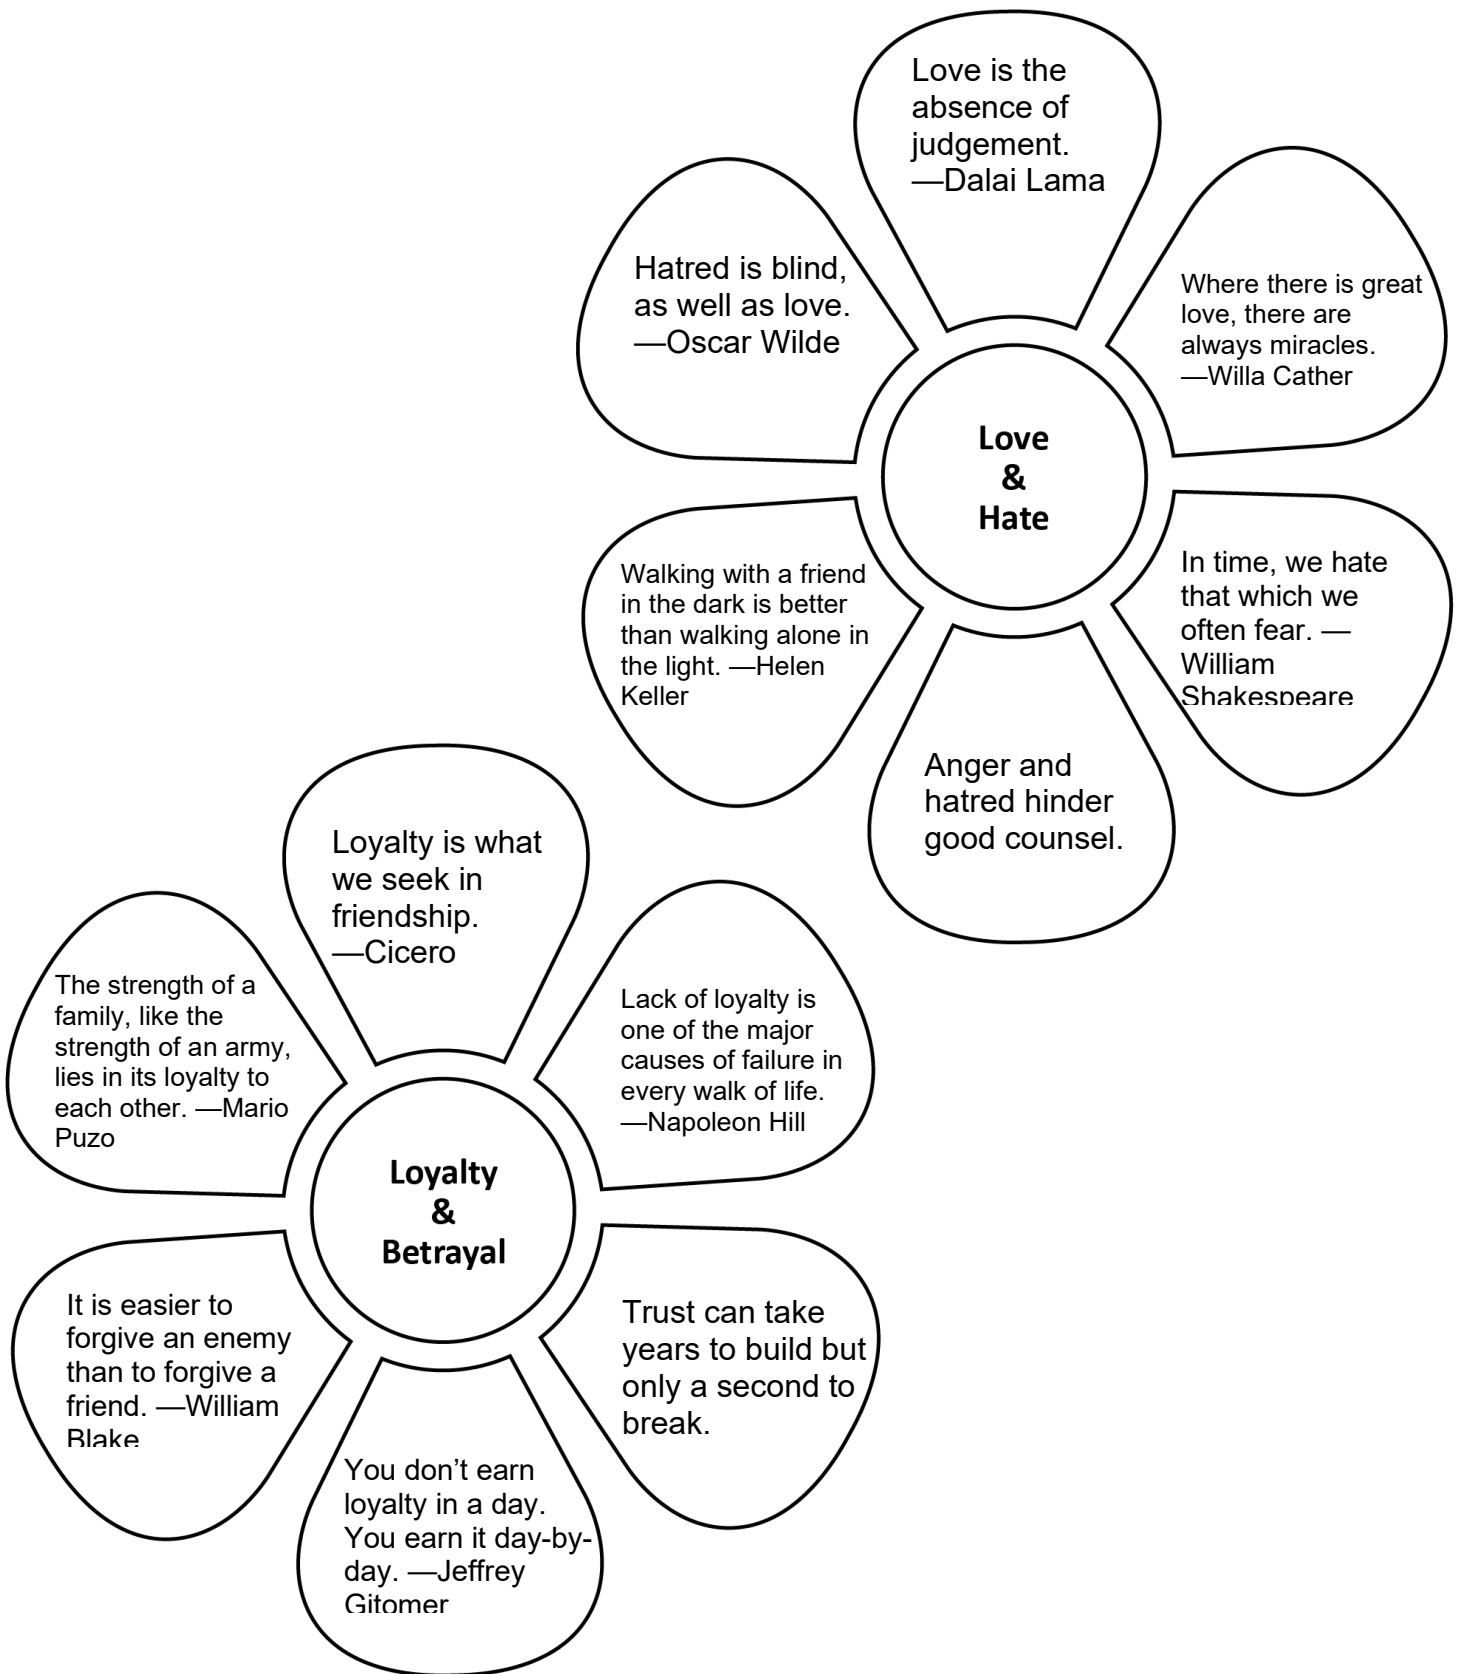 Love is the
absence of
judgement.
—Dalai Lama
Hatred is blind,
as well as love.
—Oscar Wilde
Where there is great
love, there are
always miracles.
—Willa Cather
Love
&
Hate
Walking with a friend
in the dark is better
than walking alone in
the light. —Helen
Keller
In time, we hate
that which we
often fear. —
William
Shakespeare
Anger and
hatred hinder
good counsel.
Loyalty is what
we seek in
friendship.
—Cicero
The strength of a
family, like the
strength of an army,
lies in its loyalty to
each other. —Mario
Puzo
Lack of loyalty is
one of the major
causes of failure in
every walk of life.
—Napoleon Hill
Loyalty
&
Betrayal
It is easier to
forgive an enemy
than to forgive a
friend. —William
Blake
Trust can take
years to build but
only a second to
break.
You don’t earn
loyalty in a day.
You earn it day-by-
day. —Jeffrey
Gitomer